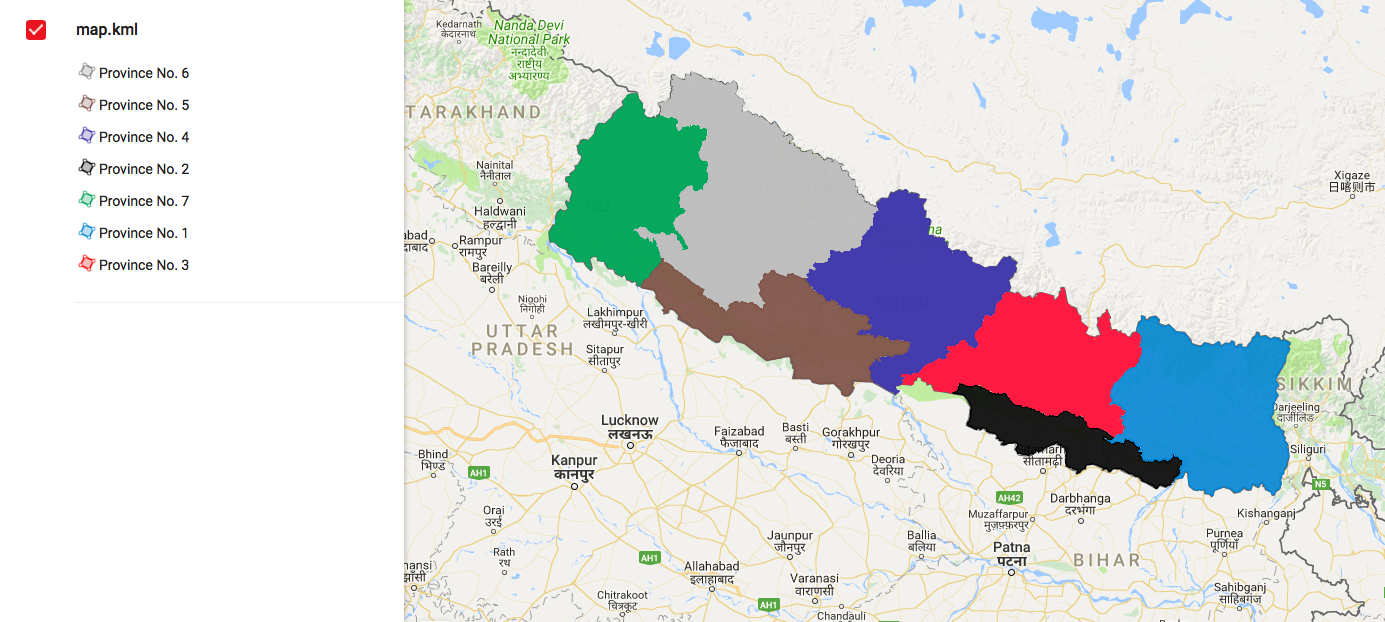 map.kml
Province No. 6
Province No. 5
Province No. 4
Province No. 2
Province No. 7
Province No. 1
Province No. 3
Kedarnath
केदारनाथ
Nanda Devi
National Park
नन्दादेवी
राष्ट्रीय
अभ्यारण्य
TARAKHAND
Nainital
नैनीताल
Haldwani
हल्द्वानी
Rampur
रामपुर
Bareilly
बरेली
Nigohi
निगोही
Lakhimpur
लखीमपुर-खीरी
UTTAR
PRADESH
Sitapur
सीतापुर
Xigaze
日喀则市
Nepal
SIKKIM
Darjeeling
दार्जीलिङ
Siliguri
Lucknow
लखनऊ
Faizabad
फैजाबाद
Basti
बस्ती
Gorakhpur
गोरखपुर
Deoria
देवरिया
सीतामढ़ी
Bhind
भिण्ड
AH1
Kanpur
कानपुर
N5
AH42
Darbhanga
दरभंगा
Muzaffarpur
मुज़फ़्फ़रपुर
Kishanganj
Orai
उरई
Rath
राथ
Jaunpur
जौनपुर
Ballia
बलिया
Patna
पटना
BIHAR
Purnea
पूर्णियाँ
AH1
Allahabad
इलाहाबाद
Varanasi
वाराणसी
Sahibganj
साहिबगंज
Chitrakoot
चित्रकूट
AH1
Chandauli